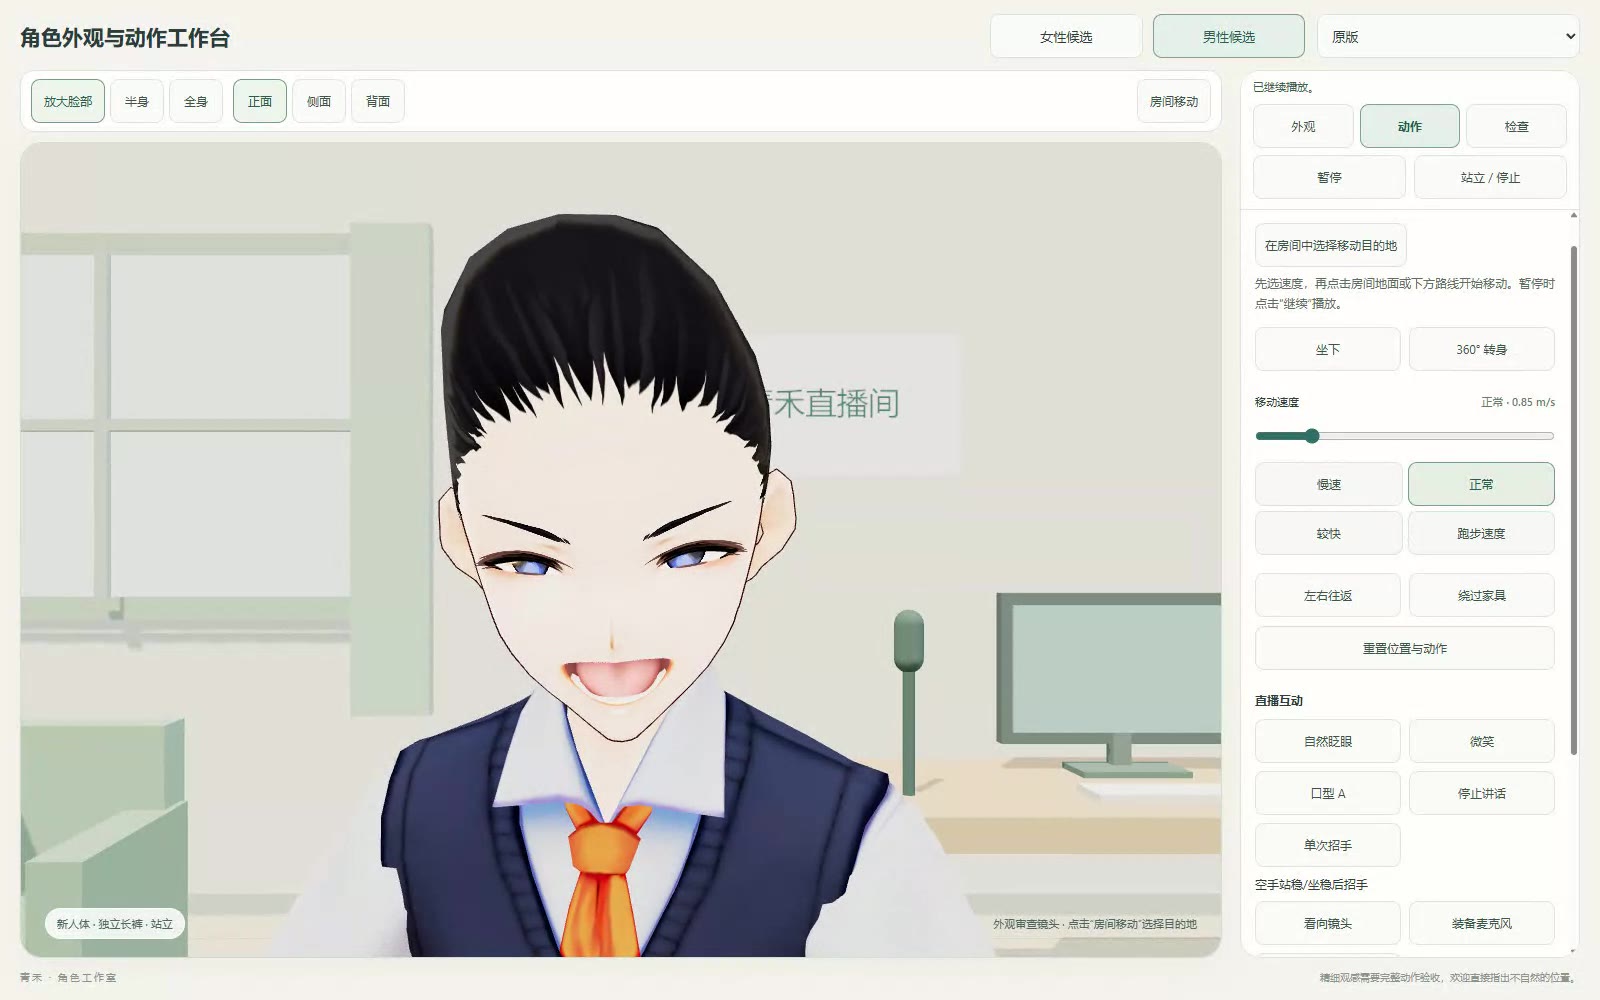 角色外观与动作工作台
女性候选
男性候选
原版
放大脸部
半身
全身
正面
侧面
背面
房间移动
禾直播间
新人体 · 独立长裤 · 站立
外观审查镜头 · 点击“房间移动”选择目的地
已继续播放。
外观
动作
检查
暂停
站立 / 停止
在房间中选择移动目的地
先选速度，再点击房间地面或下方路线开始移动。暂停时
点击“继续”播放。
坐下
360° 转身
移动速度
正常 · 0.85 m/s
慢速
正常
较快
跑步速度
左右往返
绕过家具
重置位置与动作
直播互动
自然眨眼
微笑
口型 A
停止讲话
单次招手
空手站稳/坐稳后招手
看向镜头
装备麦克风
青禾 · 角色工作室
精细观感需要完整动作验收，欢迎直接指出不自然的位置。